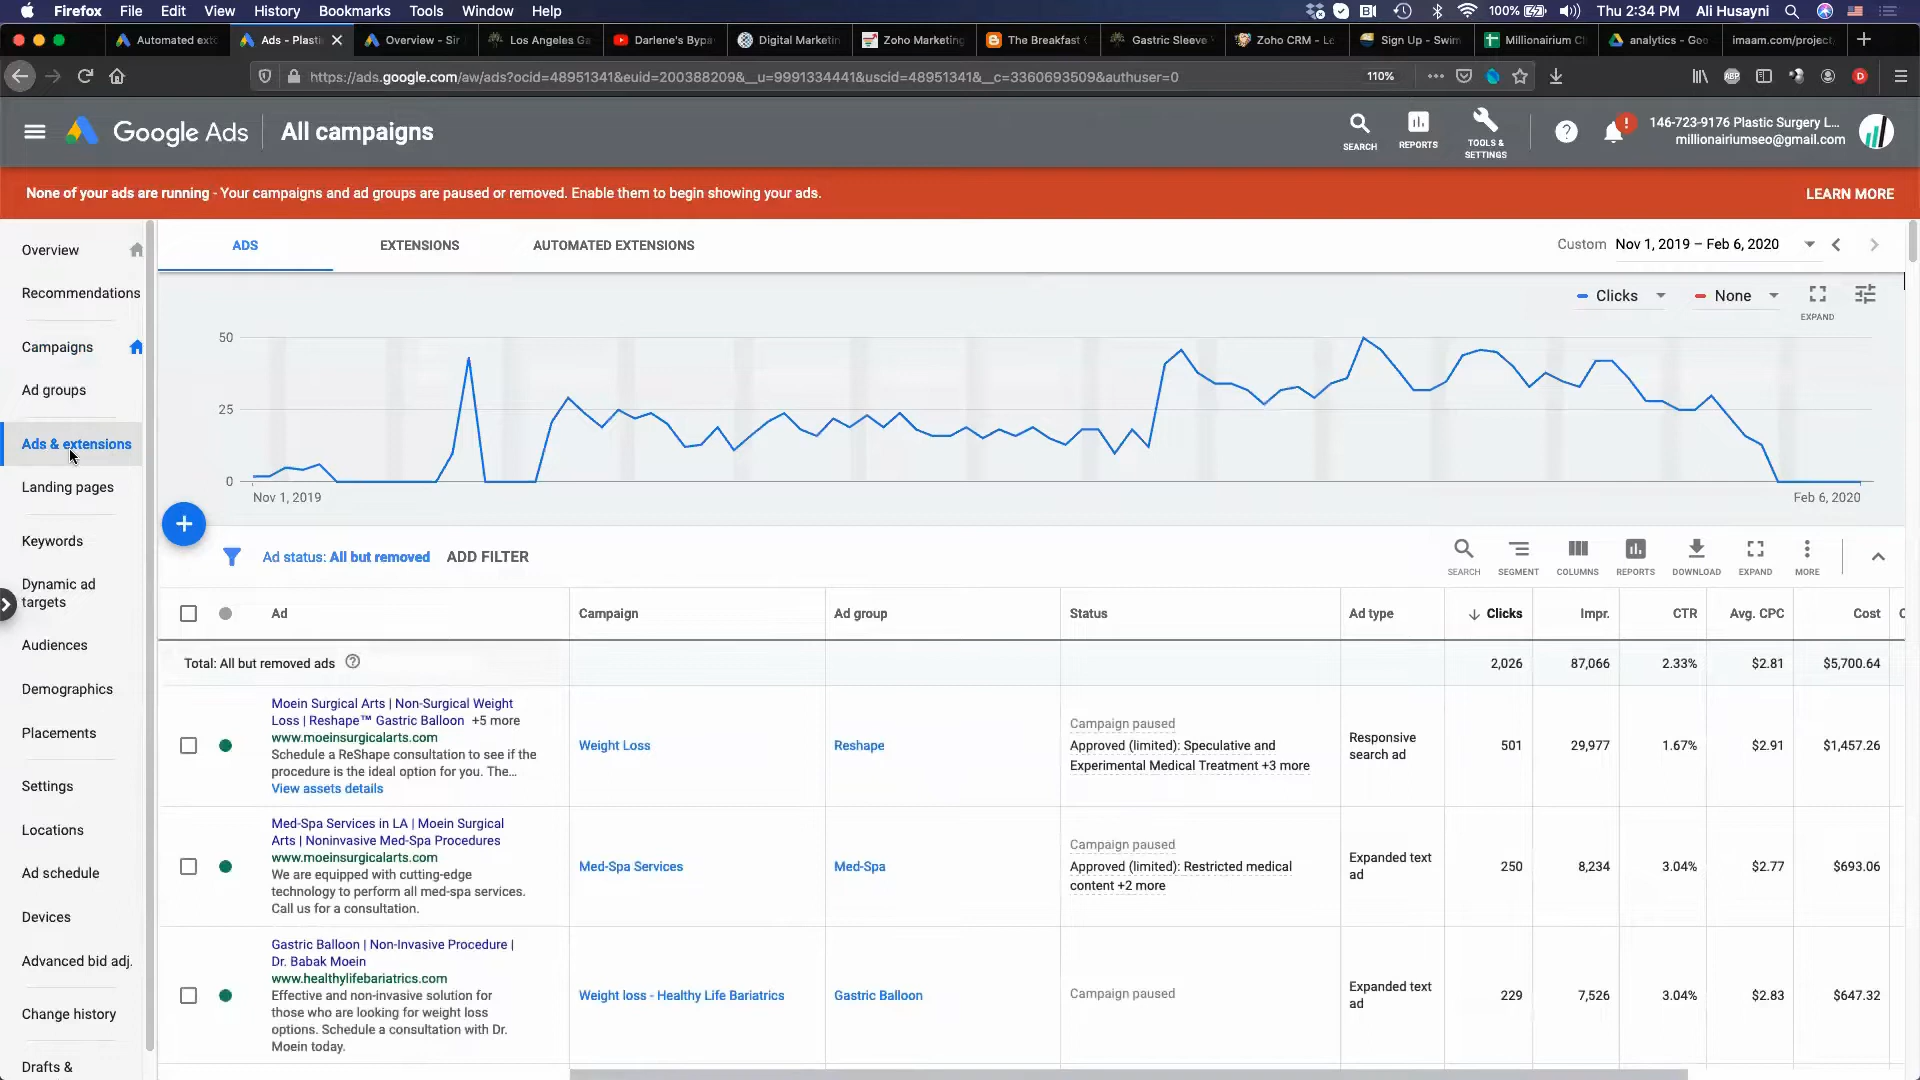 Firefox File Edit View History Bookmarks Tools Window Help 100% Thu 2:34 PM Ali Husayni
Automated ext Ads - Plasti Overview - Sir Los Angeles Ga Darlene's Bypa Digital Marketin Zoho Marketing The Breakfast Gastric Sleeve Zoho CRM - Le Sign Up - Swim Millionairium C analytics - Goo imaam.com/project
https://ads.google.com/aw/ads?ocid=48951341&euid=200388209&__u=9991334441&uscid=48951341&__c=3360693509&authuser=0 110% ABP D
Google Ads All campaigns
SEARCH REPORTS TOOLS & SETTINGS
146-723-9176 Plastic Surgery L...
millionairiumseo@gmail.com
None of your ads are running - Your campaigns and ad groups are paused or removed. Enable them to begin showing your ads. LEARN MORE
Overview
Recommendations
Campaigns
Ad groups
Ads & extensions
Landing pages
Keywords
Dynamic ad
targets
Audiences
Demographics
Placements
Settings
Locations
Ad schedule
Devices
Advanced bid adj.
Change history
Drafts &
ADS EXTENSIONS AUTOMATED EXTENSIONS
Custom Nov 1, 2019 – Feb 6, 2020
Clicks None EXPAND
50
25
0
Nov 1, 2019 Feb 6, 2020
Ad status: All but removed ADD FILTER
SEARCH SEGMENT COLUMNS REPORTS DOWNLOAD EXPAND MORE
Ad Campaign Ad group Status Ad type Clicks Impr. CTR Avg. CPC Cost
Total: All but removed ads 2,026 87,066 2.33% $2.81 $5,700.64
Moein Surgical Arts | Non-Surgical Weight
Loss | Reshape™ Gastric Balloon +5 more
www.moeinsurgicalarts.com
Schedule a ReShape consultation to see if the
procedure is the ideal option for you. The...
View assets details
Weight Loss
Reshape
Campaign paused
Approved (limited): Speculative and
Experimental Medical Treatment +3 more
Responsive
search ad
501 29,977 1.67% $2.91 $1,457.26
Med-Spa Services in LA | Moein Surgical
Arts | Noninvasive Med-Spa Procedures
www.moeinsurgicalarts.com
We are equipped with cutting-edge
technology to perform all med-spa services.
Call us for a consultation.
Med-Spa Services
Med-Spa
Campaign paused
Approved (limited): Restricted medical
content +2 more
Expanded text
ad
250 8,234 3.04% $2.77 $693.06
Gastric Balloon | Non-Invasive Procedure |
Dr. Babak Moein
www.healthylifebariatrics.com
Effective and non-invasive solution for
those who are looking for weight loss
options. Schedule a consultation with Dr.
Moein today.
Weight loss - Healthy Life Bariatrics
Gastric Balloon
Campaign paused
Expanded text
ad
229 7,526 3.04% $2.83 $647.32